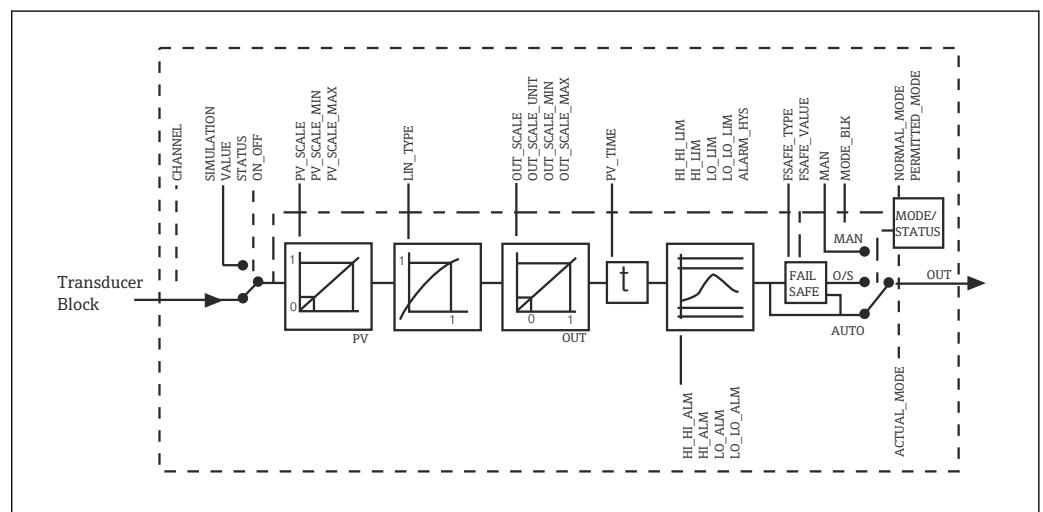 CHANNEL
SIMULATION
VALUE
STATUS
ON_OFF
PV_SCALE
PV_SCALE_MIN
PV_SCALE_MAX
LIN_TYPE
OUT_SCALE
OUT_SCALE_UNIT
OUT_SCALE_MIN
OUT_SCALE_MAX
PV_TIME
HI_HI_LIM
HI_LIM
LO_LIM
LO_LO_LIM
ALARM_HYS
FSAFE_TYPE
FSAFE_VALUE
MAN
MODE_BLK
NORMAL_MODE
PERMITTED_MODE
MODE/
STATUS
MAN
Transducer
Block
1
0
PV
1
1
0
1
OUT
t
FAIL
SAFE
O/S
AUTO
OUT
HI_HI_ALM
HI_ALM
LO_ALM
LO_LO_ALM
ACTUAL_MODE